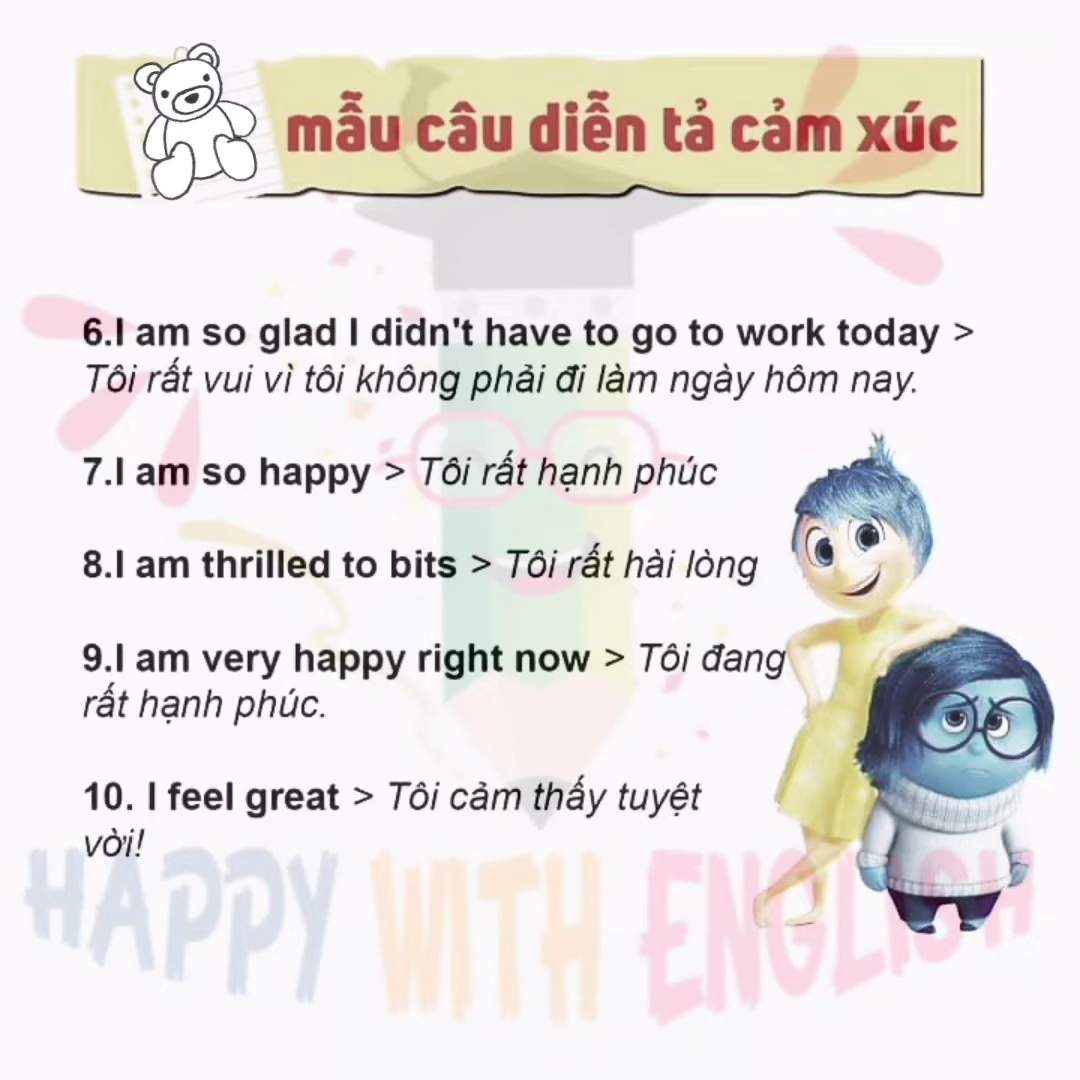 mẫu câu diễn tả cảm xúc
6.I am so glad I didn't have to go to work today >
Tôi rất vui vì tôi không phải đi làm ngày hôm nay.
7.I am so happy > Tôi rất hạnh phúc
8.I am thrilled to bits > Tôi rất hài lòng
9.I am very happy right now > Tôi đang
rất hạnh phúc.
10. I feel great > Tôi cảm thấy tuyệt
vời!
HAPPY WITH ENGLISH